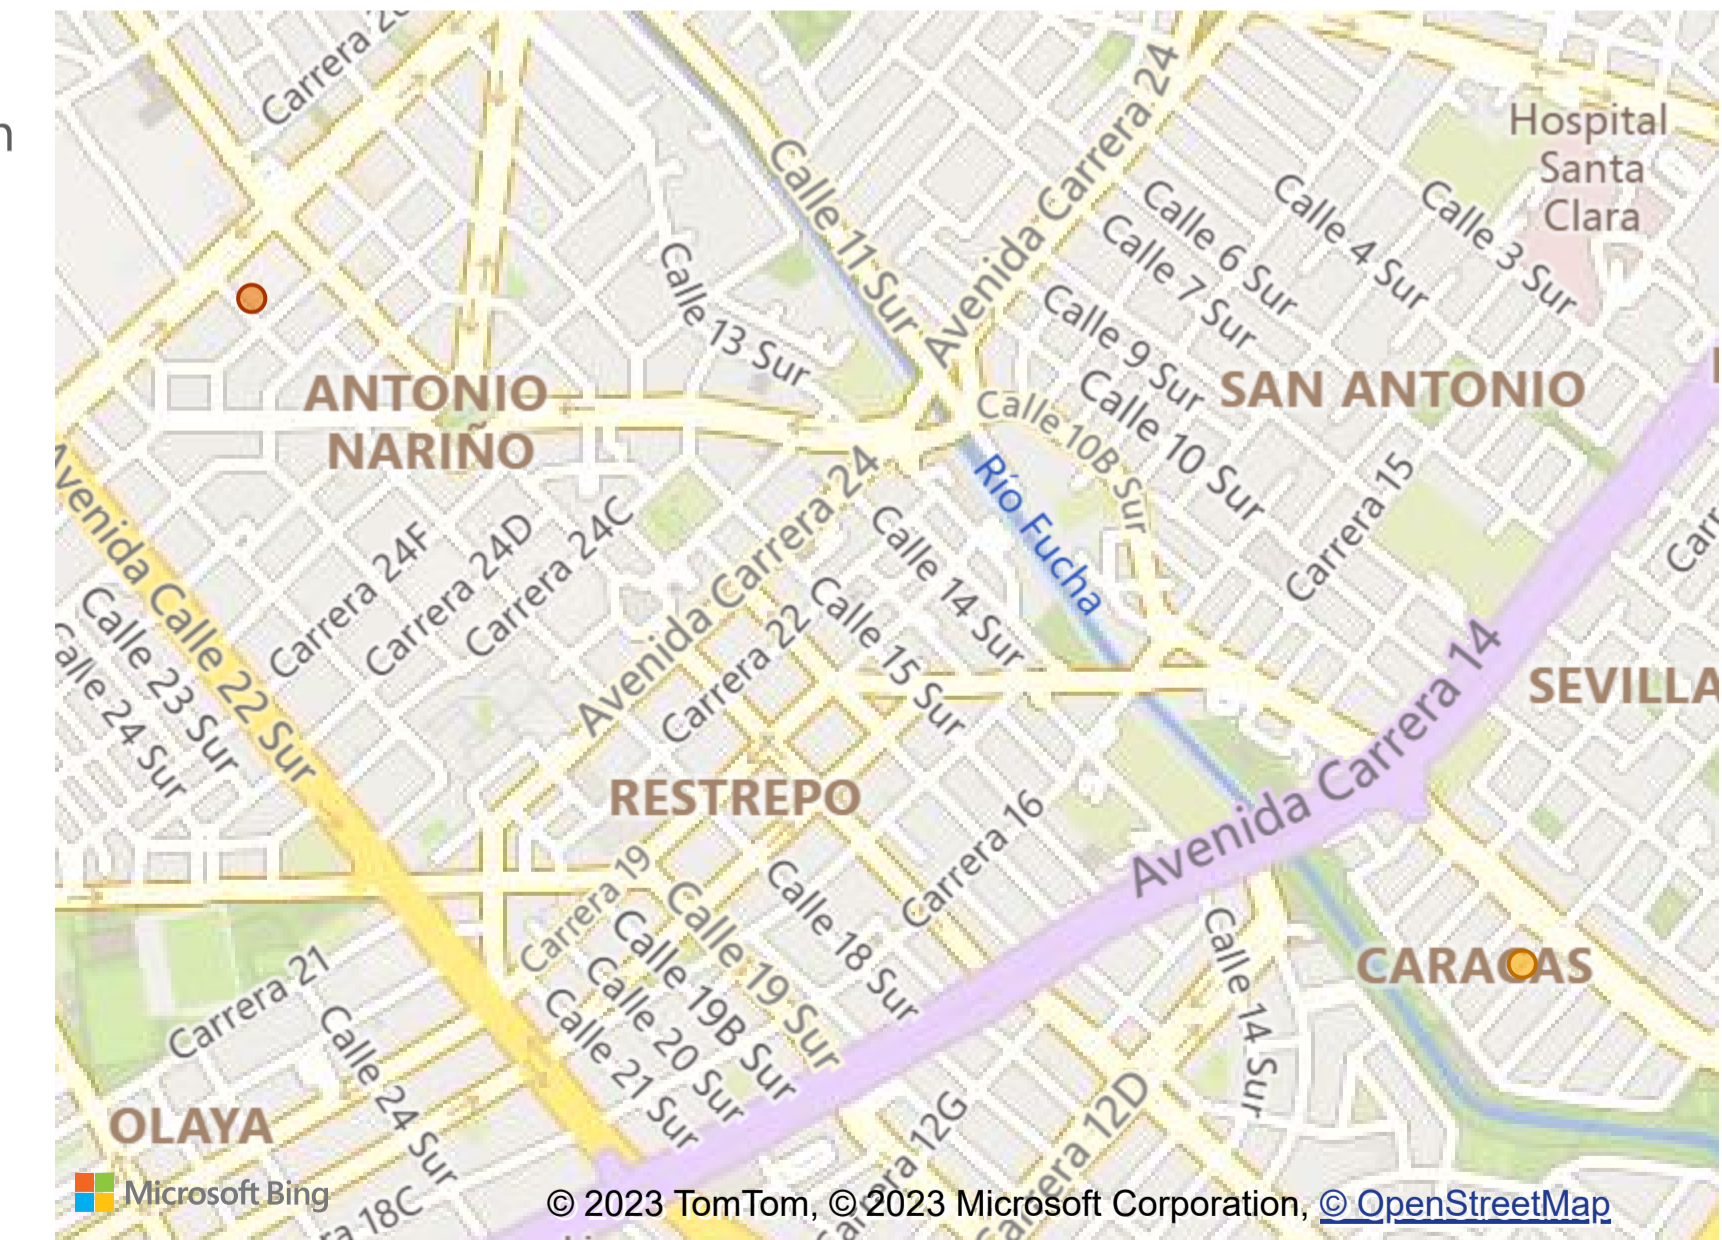 n
Carrera 24
Hospital
Santa
Clara
Calle 11 Sur
Avenida Carrera 24
Calle 6 Sur
Calle 4 Sur
Calle 3 Sur
Calle 7 Sur
Calle 13 Sur
Calle 9 Sur
ANTONIO
NARIÑO
SAN ANTONIO
Calle 10B Sur
Calle 10 Sur
Río Fucha
Carrera 15
Avenida Calle 22 Sur
Carrera 24F
Carrera 24D
Carrera 24C
Calle 14 Sur
Calle 15 Sur
Calle 23 Sur
Calle 24 Sur
Avenida Carrera 24
Carrera 22
SEVILLA
RESTREPO
Avenida Carrera 14
Carrera 16
Carrera 19
Calle 18 Sur
Calle 19 Sur
Calle 19B Sur
Calle 20 Sur
Calle 21 Sur
Calle 14 Sur
CARACAS
Carrera 21
Calle 24 Sur
OLAYA
Carrera 12D
Microsoft Bing
© 2023 TomTom, © 2023 Microsoft Corporation, © OpenStreetMap